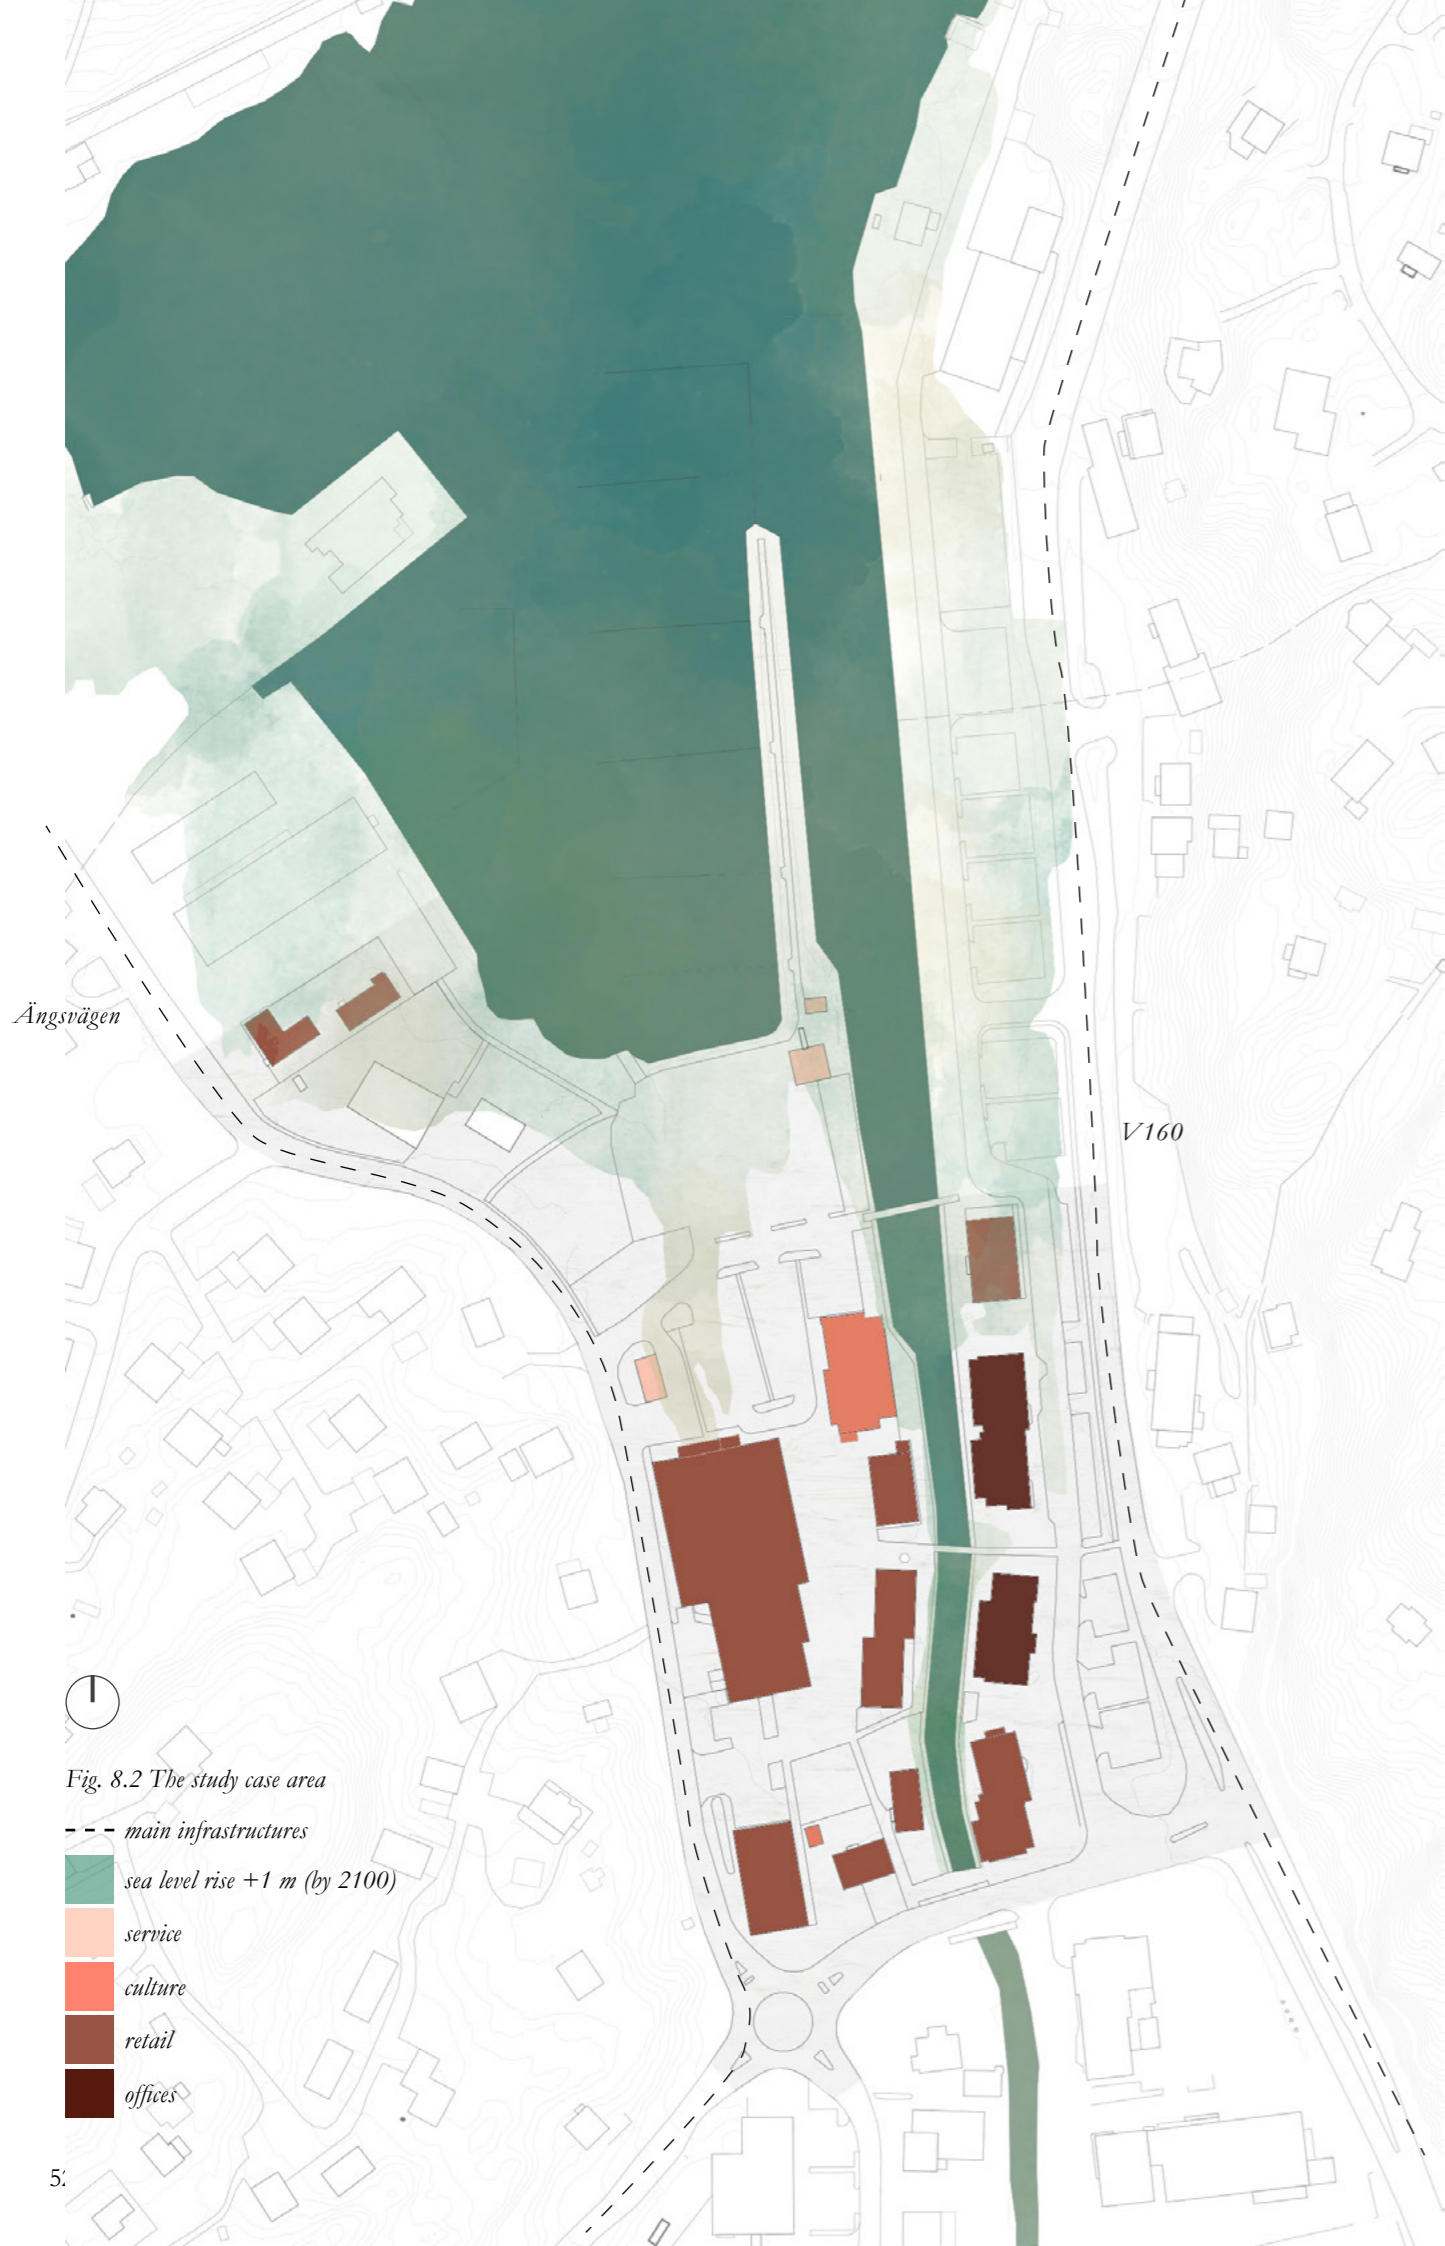 Ängsvägen
V160
Fig. 8.2 The study case area
main infrastructures
sea level rise +1 m (by 2100)
service
culture
retail
offices